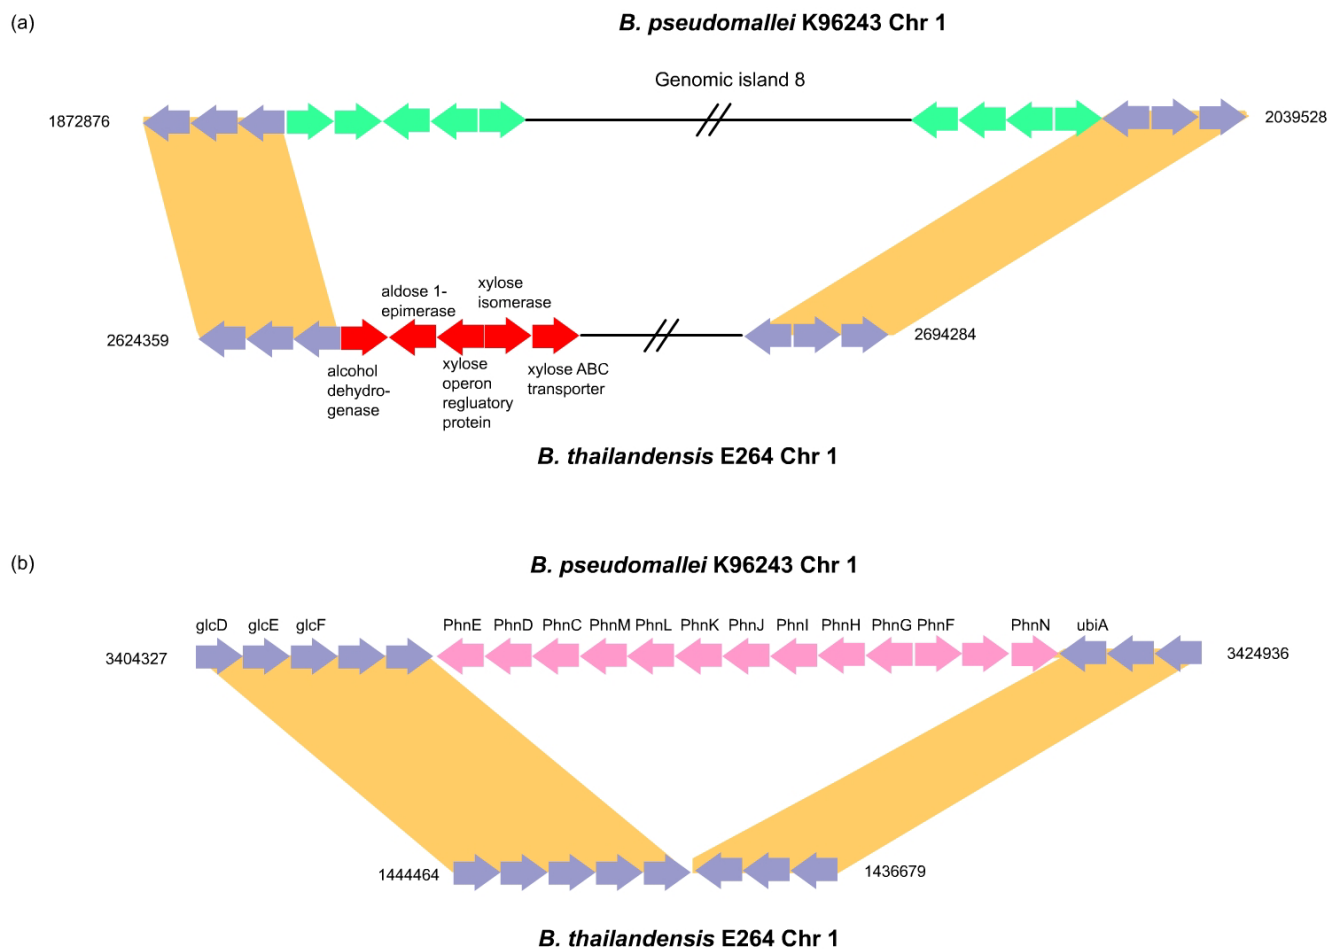 (a)
B. pseudomallei K96243 Chr 1
Genomic island 8
1872876
2039528
aldose 1-
epimerase
xylose
isomerase
2624359
2694284
alcohol
dehydro-
genase
xylose
operon
regluatory
protein
xylose ABC
transporter
B. thailandensis E264 Chr 1
(b)
B. pseudomallei K96243 Chr 1
glcD glcE glcF PhnE PhnD PhnC PhnM PhnL PhnK PhnJ PhnI PhnH PhnG PhnF PhnN ubiA
3404327
3424936
1444464
1436679
B. thailandensis E264 Chr 1